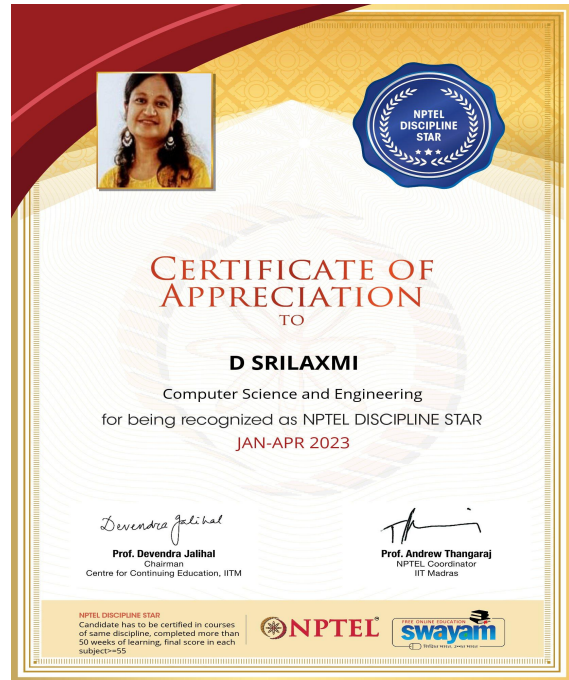 NPTEL
DISCIPLINE
STAR
CERTIFICATE OF
APPRECIATION
TO
D SRILAXMI
Computer Science and Engineering
for being recognized as NPTEL DISCIPLINE STAR
JAN-APR 2023
Devendra Jalihal
Prof. Devendra Jalihal
Chairman
Centre for Continuing Education, IITM
Prof. Andrew Thangaraj
NPTEL Coordinator
IIT Madras
NPTEL DISCIPLINE STAR
Candidate has to be certified in courses
of same discipline, completed more than
50 weeks of learning, final score in each
subject>=55
NPTEL
FREE ONLINE EDUCATION
swayam